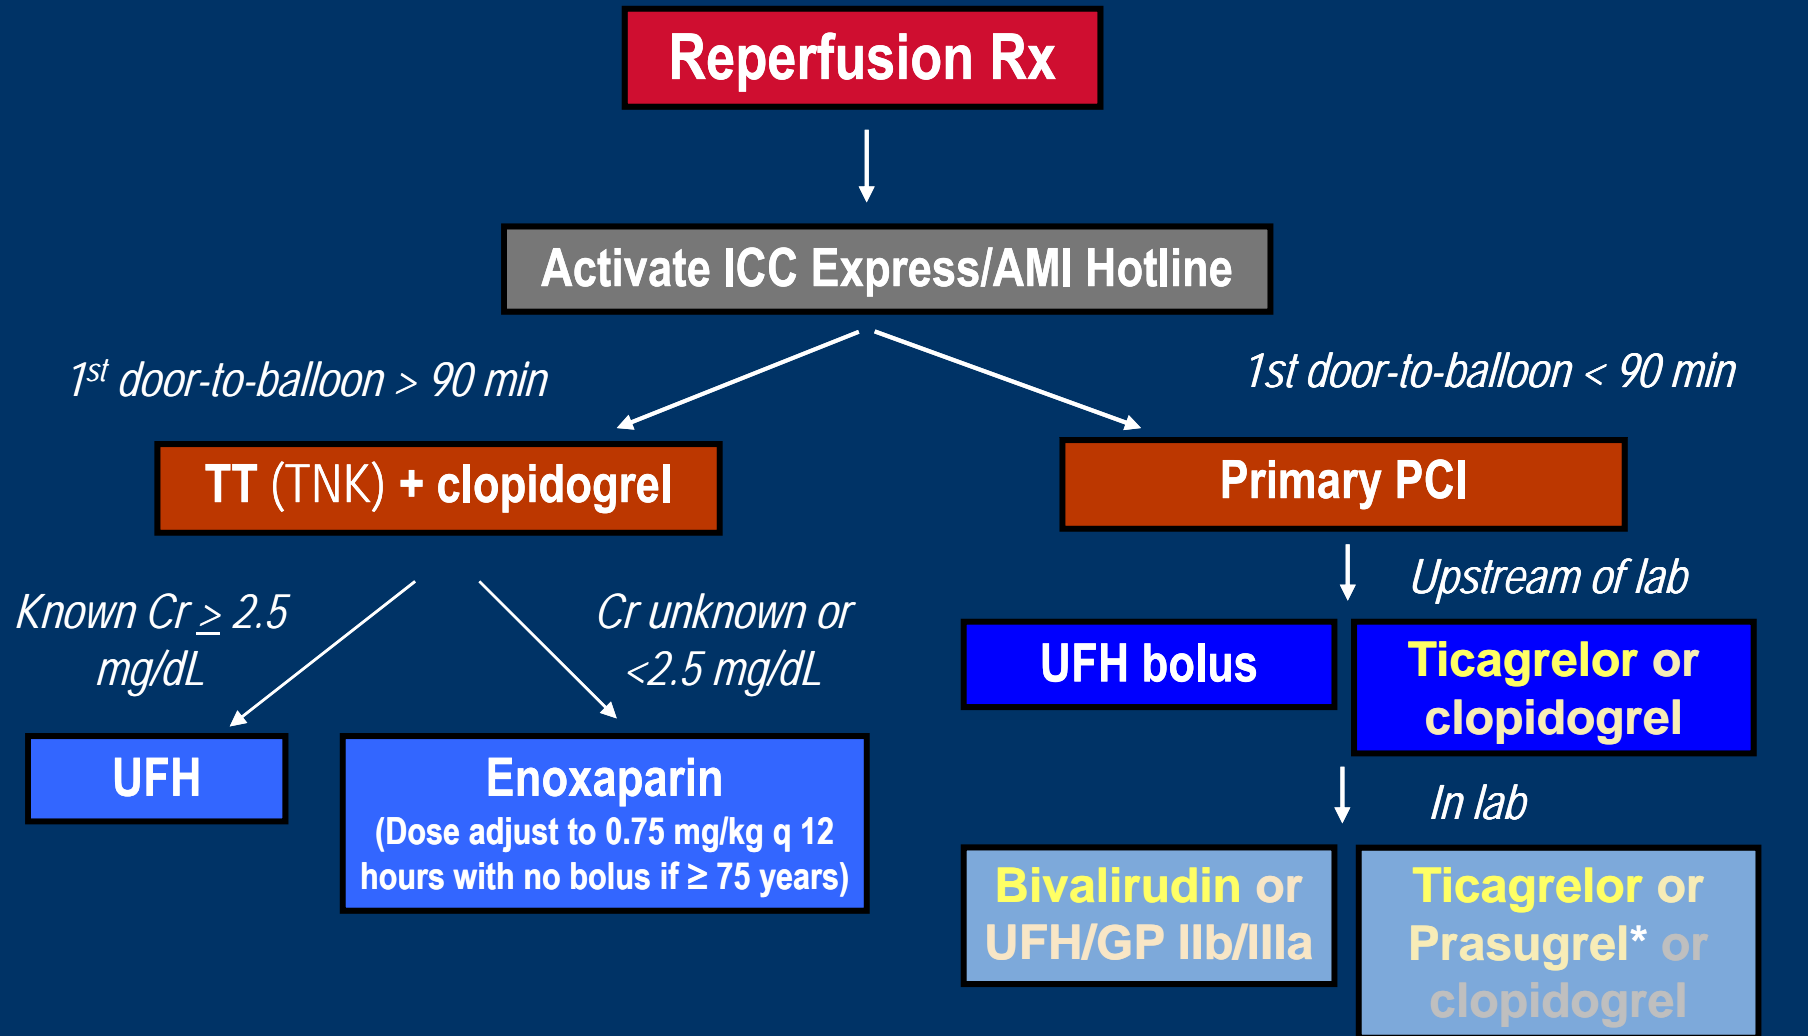 Reperfusion Rx
Activate ICC Express/AMI Hotline
1st door-to-balloon > 90 min
1st door-to-balloon < 90 min
TT (TNK) + clopidogrel
Primary PCI
Known Cr ≥ 2.5
mg/dL
Cr unknown or
<2.5 mg/dL
Upstream of lab
UFH
Enoxaparin
(Dose adjust to 0.75 mg/kg q 12
hours with no bolus if ≥ 75 years)
UFH bolus
Ticagrelor or
clopidogrel
In lab
Bivalirudin or
UFH/GP IIb/IIIa
Ticagrelor or
Prasugrel* or
clopidogrel